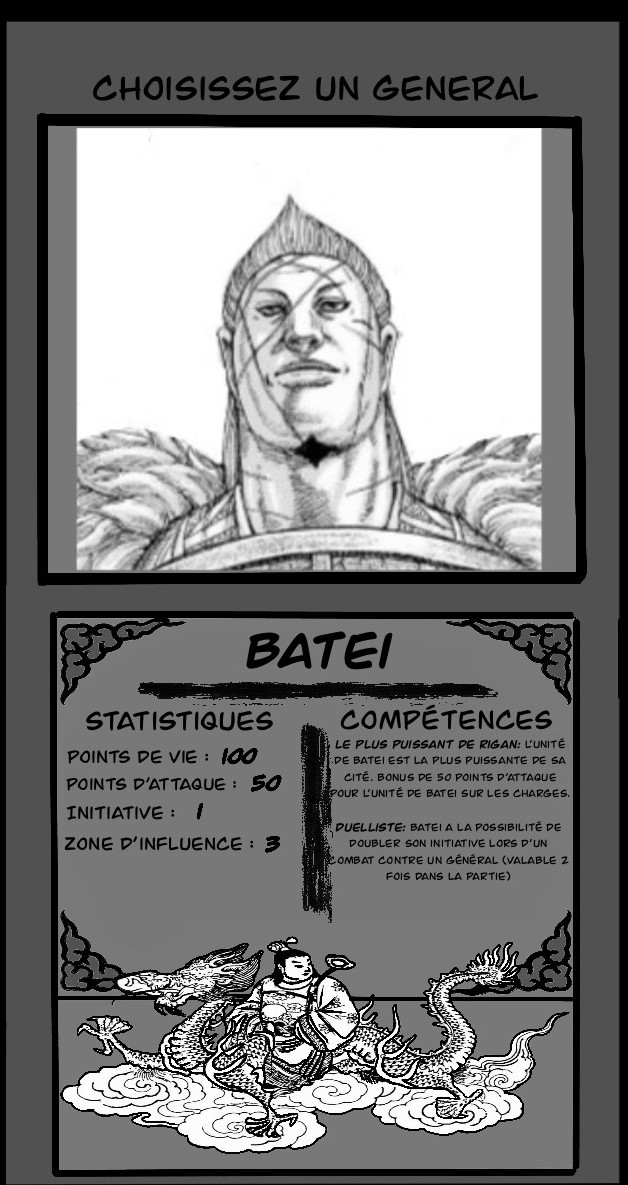 CHOISISSEZ UN GENERAL
BATEI
STATISTIQUES
POINTS DE VIE : 100
POINTS D'ATTAQUE : 50
INITIATIVE : 1
ZONE D'INFLUENCE : 3
COMPÉTENCES
LE PLUS PUISSANT DE RIGAN: L'UNITÉ
DE BATEI EST LA PLUS PUISSANTE DE SA
CITÉ. BONUS DE 50 POINTS D'ATTAQUE
POUR L'UNITÉ DE BATEI SUR LES CHARGES.
DUELLISTE: BATEI A LA POSSIBILITÉ DE
DOUBLER SON INITIATIVE LORS D'UN
COMBAT CONTRE UN GÉNÉRAL (VALABLE 2
FOIS DANS LA PARTIE)